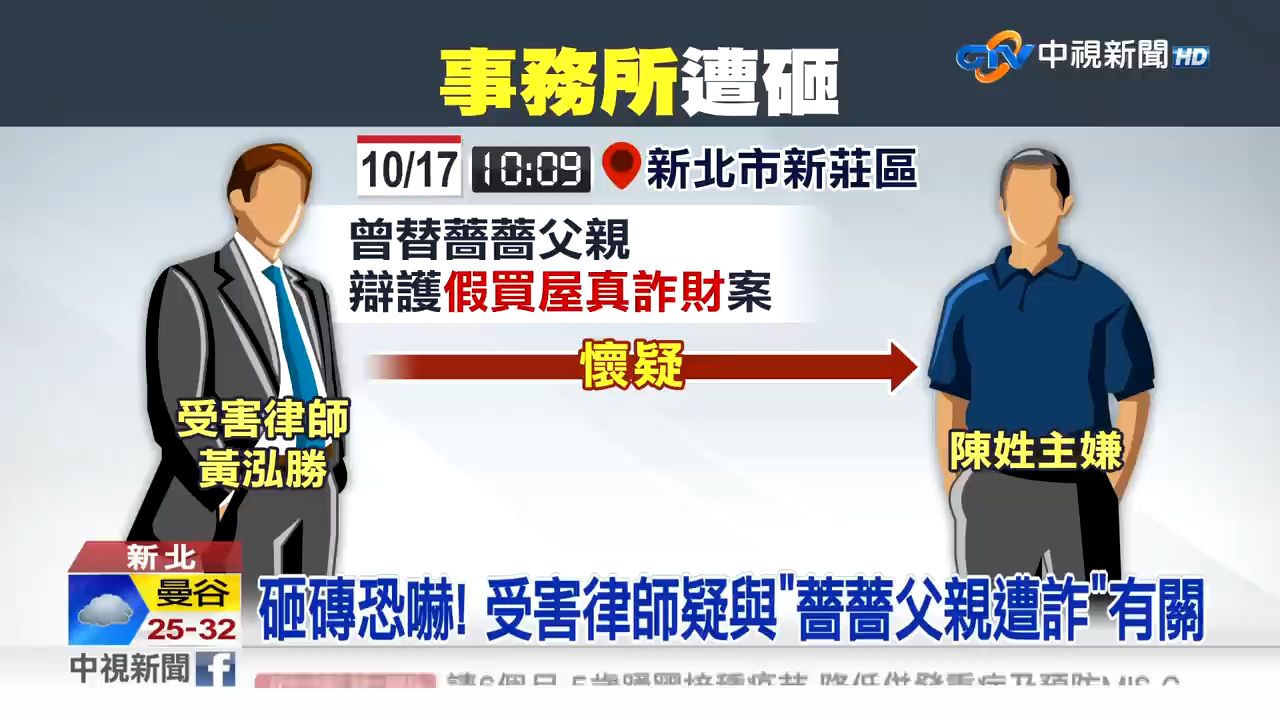 事務所遭砸
CTV中視新聞HD
10/17 10:09 新北市新莊區
曾替薔薔父親
辯護假買屋真詐財案
懷疑
受害律師
黃泓勝
陳姓主嫌
新北
曼谷
25-32
砸磚恐嚇! 受害律師疑與"薔薔父親遭詐"有關
中視新聞 f